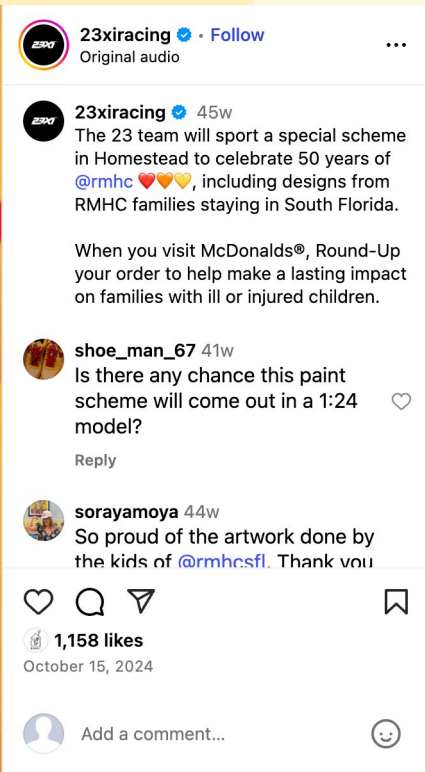 23XI
23xiracing • Follow
Original audio
23XI
23xiracing 45w
The 23 team will sport a special scheme
in Homestead to celebrate 50 years of
@rmhc ❤️🧡💛, including designs from
RMHC families staying in South Florida.
When you visit McDonalds®, Round-Up
your order to help make a lasting impact
on families with ill or injured children.
shoe_man_67 41w
Is there any chance this paint
scheme will come out in a 1:24
model?
Reply
sorayamoya 44w
So proud of the artwork done by
the kids of @rmhcsfl. Thank you
1,158 likes
October 15, 2024
Add a comment...